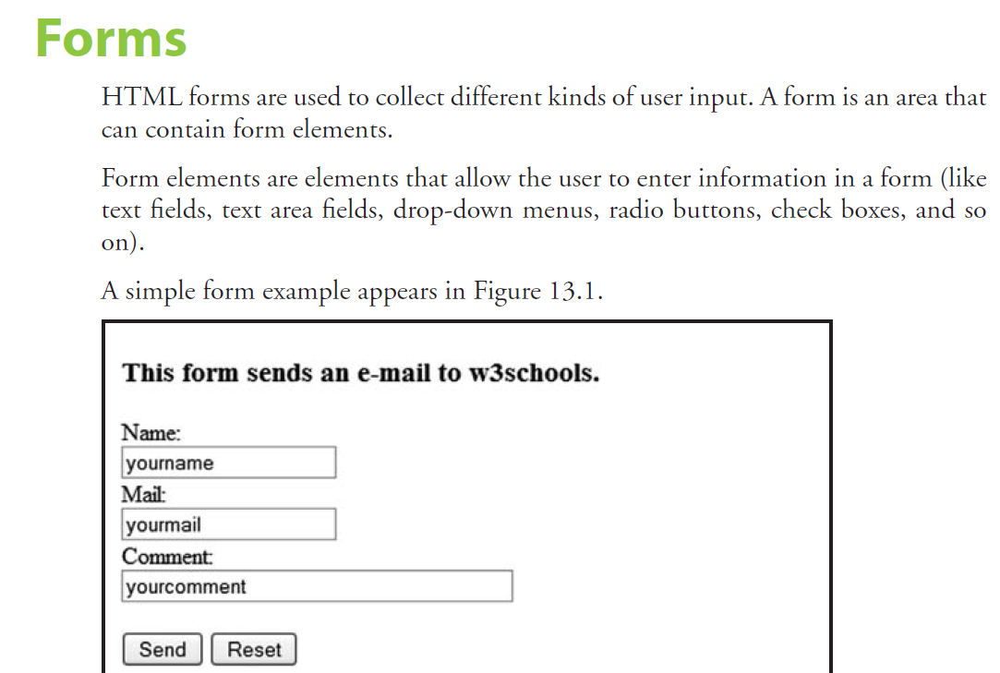 Forms
HTML forms are used to collect different kinds of user input. A form is an area that
can contain form elements.
Form elements are elements that allow the user to enter information in a form (like
text fields, text area fields, drop-down menus, radio buttons, check boxes, and so
on).
A simple form example appears in Figure 13.1.
This form sends an e-mail to w3schools.
Name:
yourname
Mail:
yourmail
Comment:
yourcomment
Send Reset